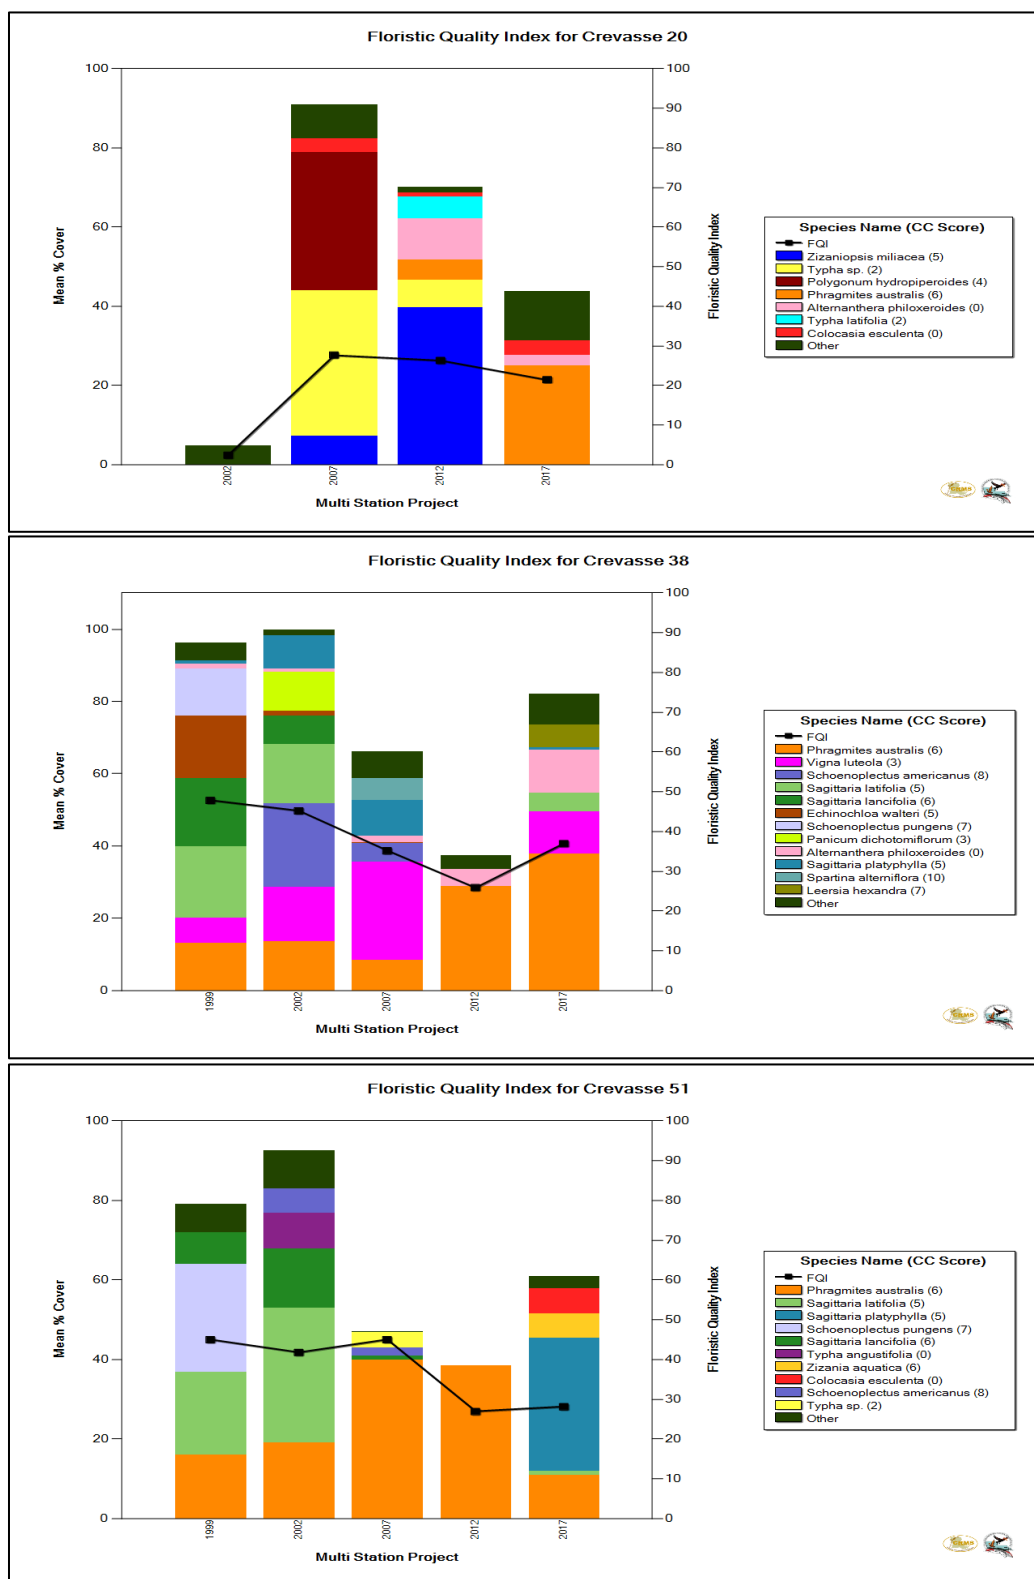 Floristic Quality Index for Crevasse 20
100
80
60
40
20
0
Mean % Cover
100
90
80
70
60
50
40
30
20
10
0
Floristic Quality Index
2002
2007
2012
2017
Multi Station Project
Species Name (CC Score)
FQI
Zizaniopsis miliacea (5)
Typha sp. (2)
Polygonum hydropiperoides (4)
Phragmites australis (6)
Alternanthera philoxeroides (0)
Typha latifolia (2)
Colocasia esculenta (0)
Other
Floristic Quality Index for Crevasse 38
100
80
60
40
20
0
Mean % Cover
100
90
80
70
60
50
40
30
20
10
0
Floristic Quality Index
1999
2002
2007
2012
2017
Multi Station Project
Species Name (CC Score)
FQI
Phragmites australis (6)
Vigna luteola (3)
Schoenoplectus americanus (8)
Sagittaria latifolia (5)
Sagittaria lancifolia (6)
Echinochloa walteri (5)
Schoenoplectus pungens (7)
Panicum dichotomiflorum (3)
Alternanthera philoxeroides (0)
Sagittaria platyphylla (5)
Spartina alterniflora (10)
Leersia hexandra (7)
Other
Floristic Quality Index for Crevasse 51
100
80
60
40
20
0
Mean % Cover
100
90
80
70
60
50
40
30
20
10
0
Floristic Quality Index
1999
2002
2007
2012
2017
Multi Station Project
Species Name (CC Score)
FQI
Phragmites australis (6)
Sagittaria latifolia (5)
Sagittaria platyphylla (5)
Schoenoplectus pungens (7)
Sagittaria lancifolia (6)
Typha angustifolia (0)
Zizania aquatica (6)
Colocasia esculenta (0)
Schoenoplectus americanus (8)
Typha sp. (2)
Other